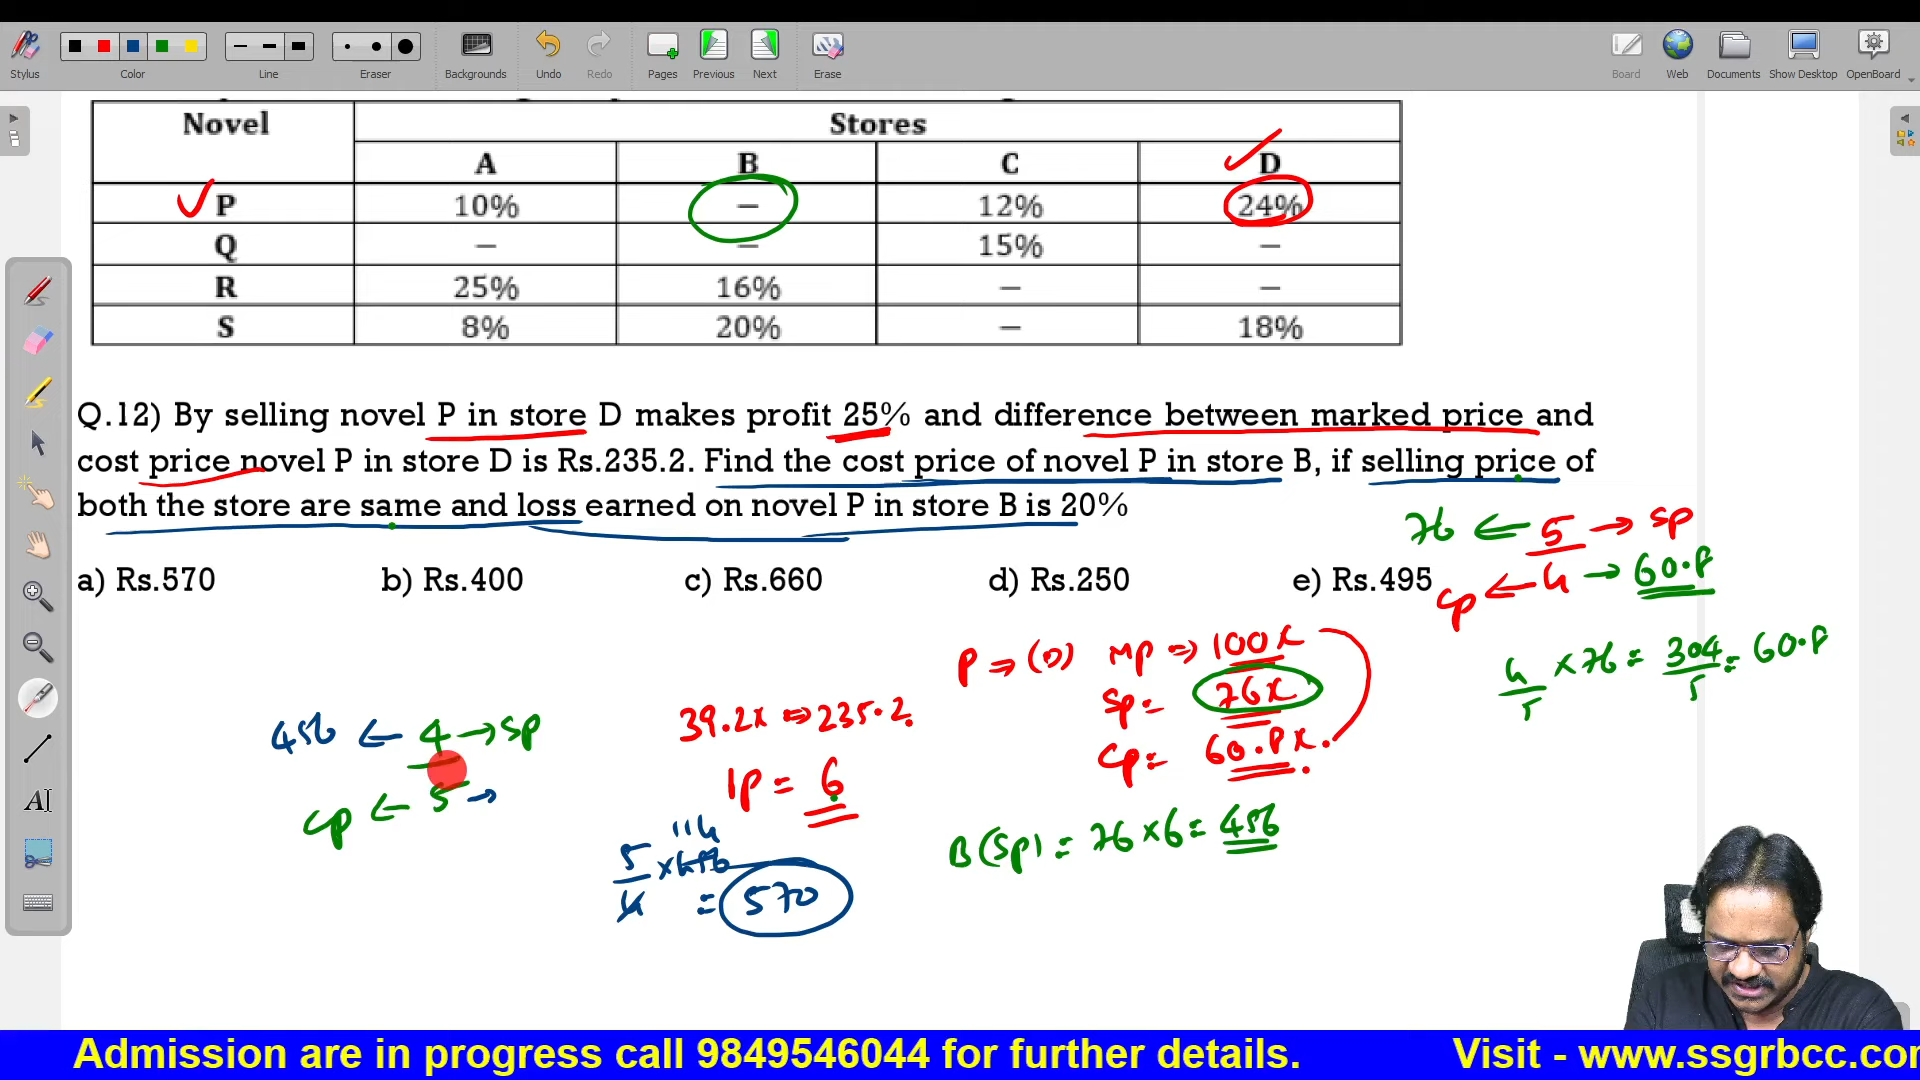 Stylus
Color
Line
Eraser
Backgrounds
Undo
Redo
Pages
Previous
Next
Erase
Board
Web
Documents
Show Desktop
OpenBoard
Novel Stores
A B C D
P 10% — 12% 24%
Q — — 15% —
R 25% 16% — —
S 8% 20% — 18%
Q.12) By selling novel P in store D makes profit 25% and difference between marked price and
cost price novel P in store D is Rs.235.2. Find the cost price of novel P in store B, if selling price of
both the store are same and loss earned on novel P in store B is 20%
a) Rs.570 b) Rs.400 c) Rs.660 d) Rs.250 e) Rs.495
76 ← 5 → SP
CP ← 4 → 60.8
4/5 × 76 = 304/5 = 60.8
P ⇒ (D) MP ⇒ 100x
SP = 76x
CP = 60.8x.
39.2x ⇒ 235.2
1P = 6
B(SP) = 76 × 6 = 456
456 ← 4 → SP
CP ← 5 →
114
5/4 × 456
= 570
Admission are in progress call 9849546044 for further details. Visit - www.ssgrbcc.co